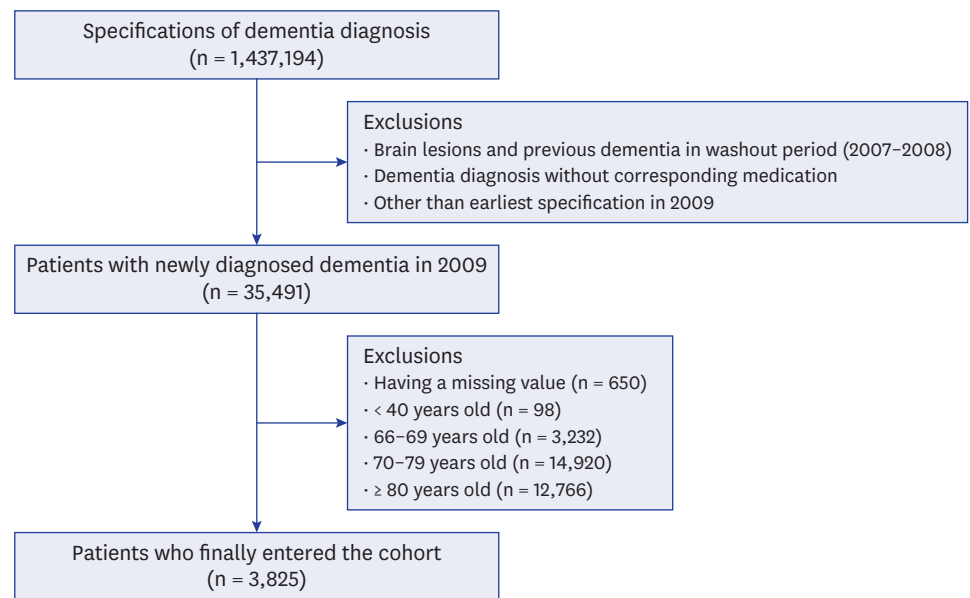 Specifications of dementia diagnosis
(n = 1,437,194)
Exclusions
· Brain lesions and previous dementia in washout period (2007–2008)
· Dementia diagnosis without corresponding medication
· Other than earliest specification in 2009
Patients with newly diagnosed dementia in 2009
(n = 35,491)
Exclusions
· Having a missing value (n = 650)
· < 40 years old (n = 98)
· 66–69 years old (n = 3,232)
· 70–79 years old (n = 14,920)
· ≥ 80 years old (n = 12,766)
Patients who finally entered the cohort
(n = 3,825)